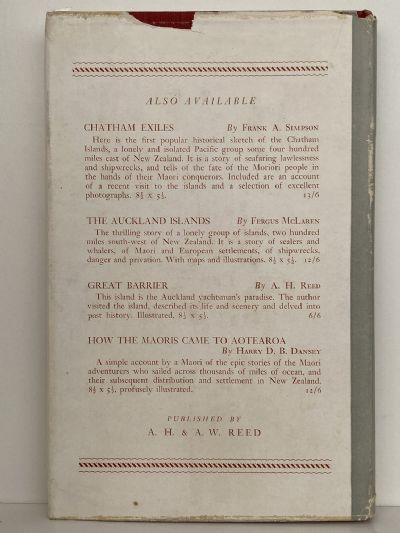 ALSO AVAILABLE
CHATHAM EXILES By FRANK A. SIMPSON
Here is the first popular historical sketch of the Chatham
Islands, a lonely and isolated Pacific group some four hundred
miles east of New Zealand. It is a story of seafaring lawlessness
and shipwrecks, and tells of the fate of the Moriori people in
the hands of their Maori conquerors. Included are an account
of a recent visit to the islands and a selection of excellent
photographs. 8½ x 5½. 13/6
THE AUCKLAND ISLANDS By FERGUS MCLAREN
The thrilling story of a lonely group of islands, two hundred
miles south-west of New Zealand. It is a story of sealers and
whalers, of Maori and European settlements, of shipwrecks,
danger and privation. With maps and illustrations. 8½ x 5½. 12/6
GREAT BARRIER By A. H. REED
This island is the Auckland yachtsman's paradise. The author
visited the island, described its life and scenery and delved into
past history. Illustrated. 8½ x 5½. 6/6
HOW THE MAORIS CAME TO AOTEAROA
By HARRY D. B. DANSEY
A simple account by a Maori of the epic stories of the Maori
adventurers who sailed across thousands of miles of ocean, and
their subsequent distribution and settlement in New Zealand.
8½ x 5½, profusely illustrated. 12/6
PUBLISHED BY
A. H. & A. W. REED